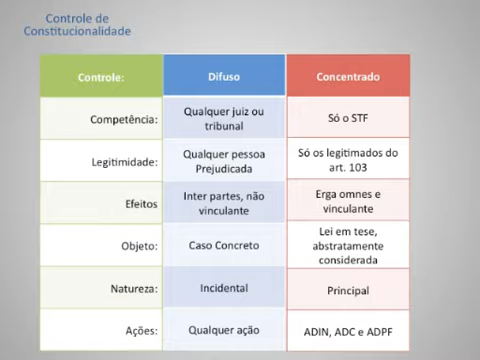 Controle de
Constitucionalidade
Controle: Difuso Concentrado
Competência: Qualquer juiz ou
tribunal Só o STF
Legitimidade: Qualquer pessoa
Prejudicada Só os legitimados do
art. 103
Efeitos Inter partes, não
vinculante Erga omnes e
vinculante
Objeto: Caso Concreto Lei em tese,
abstratamente
considerada
Natureza: Incidental Principal
Ações: Qualquer ação ADIN, ADC e ADPF